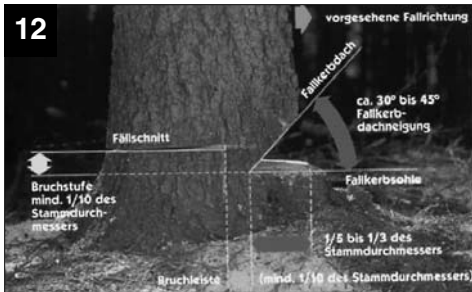 12
vorgesehene Fallrichtung
Fallkerbdach
ca. 30° bis 45°
Fallkerb-
dachneigung
Fällschnitt
Bruchstufe
mind. 1/10 des
Stammdurch-
messers
Fallkerbsohle
1/5 bis 1/3 des
Stammdurchmessers
Bruchleiste (mind. 1/10 des Stammdurchmessers)